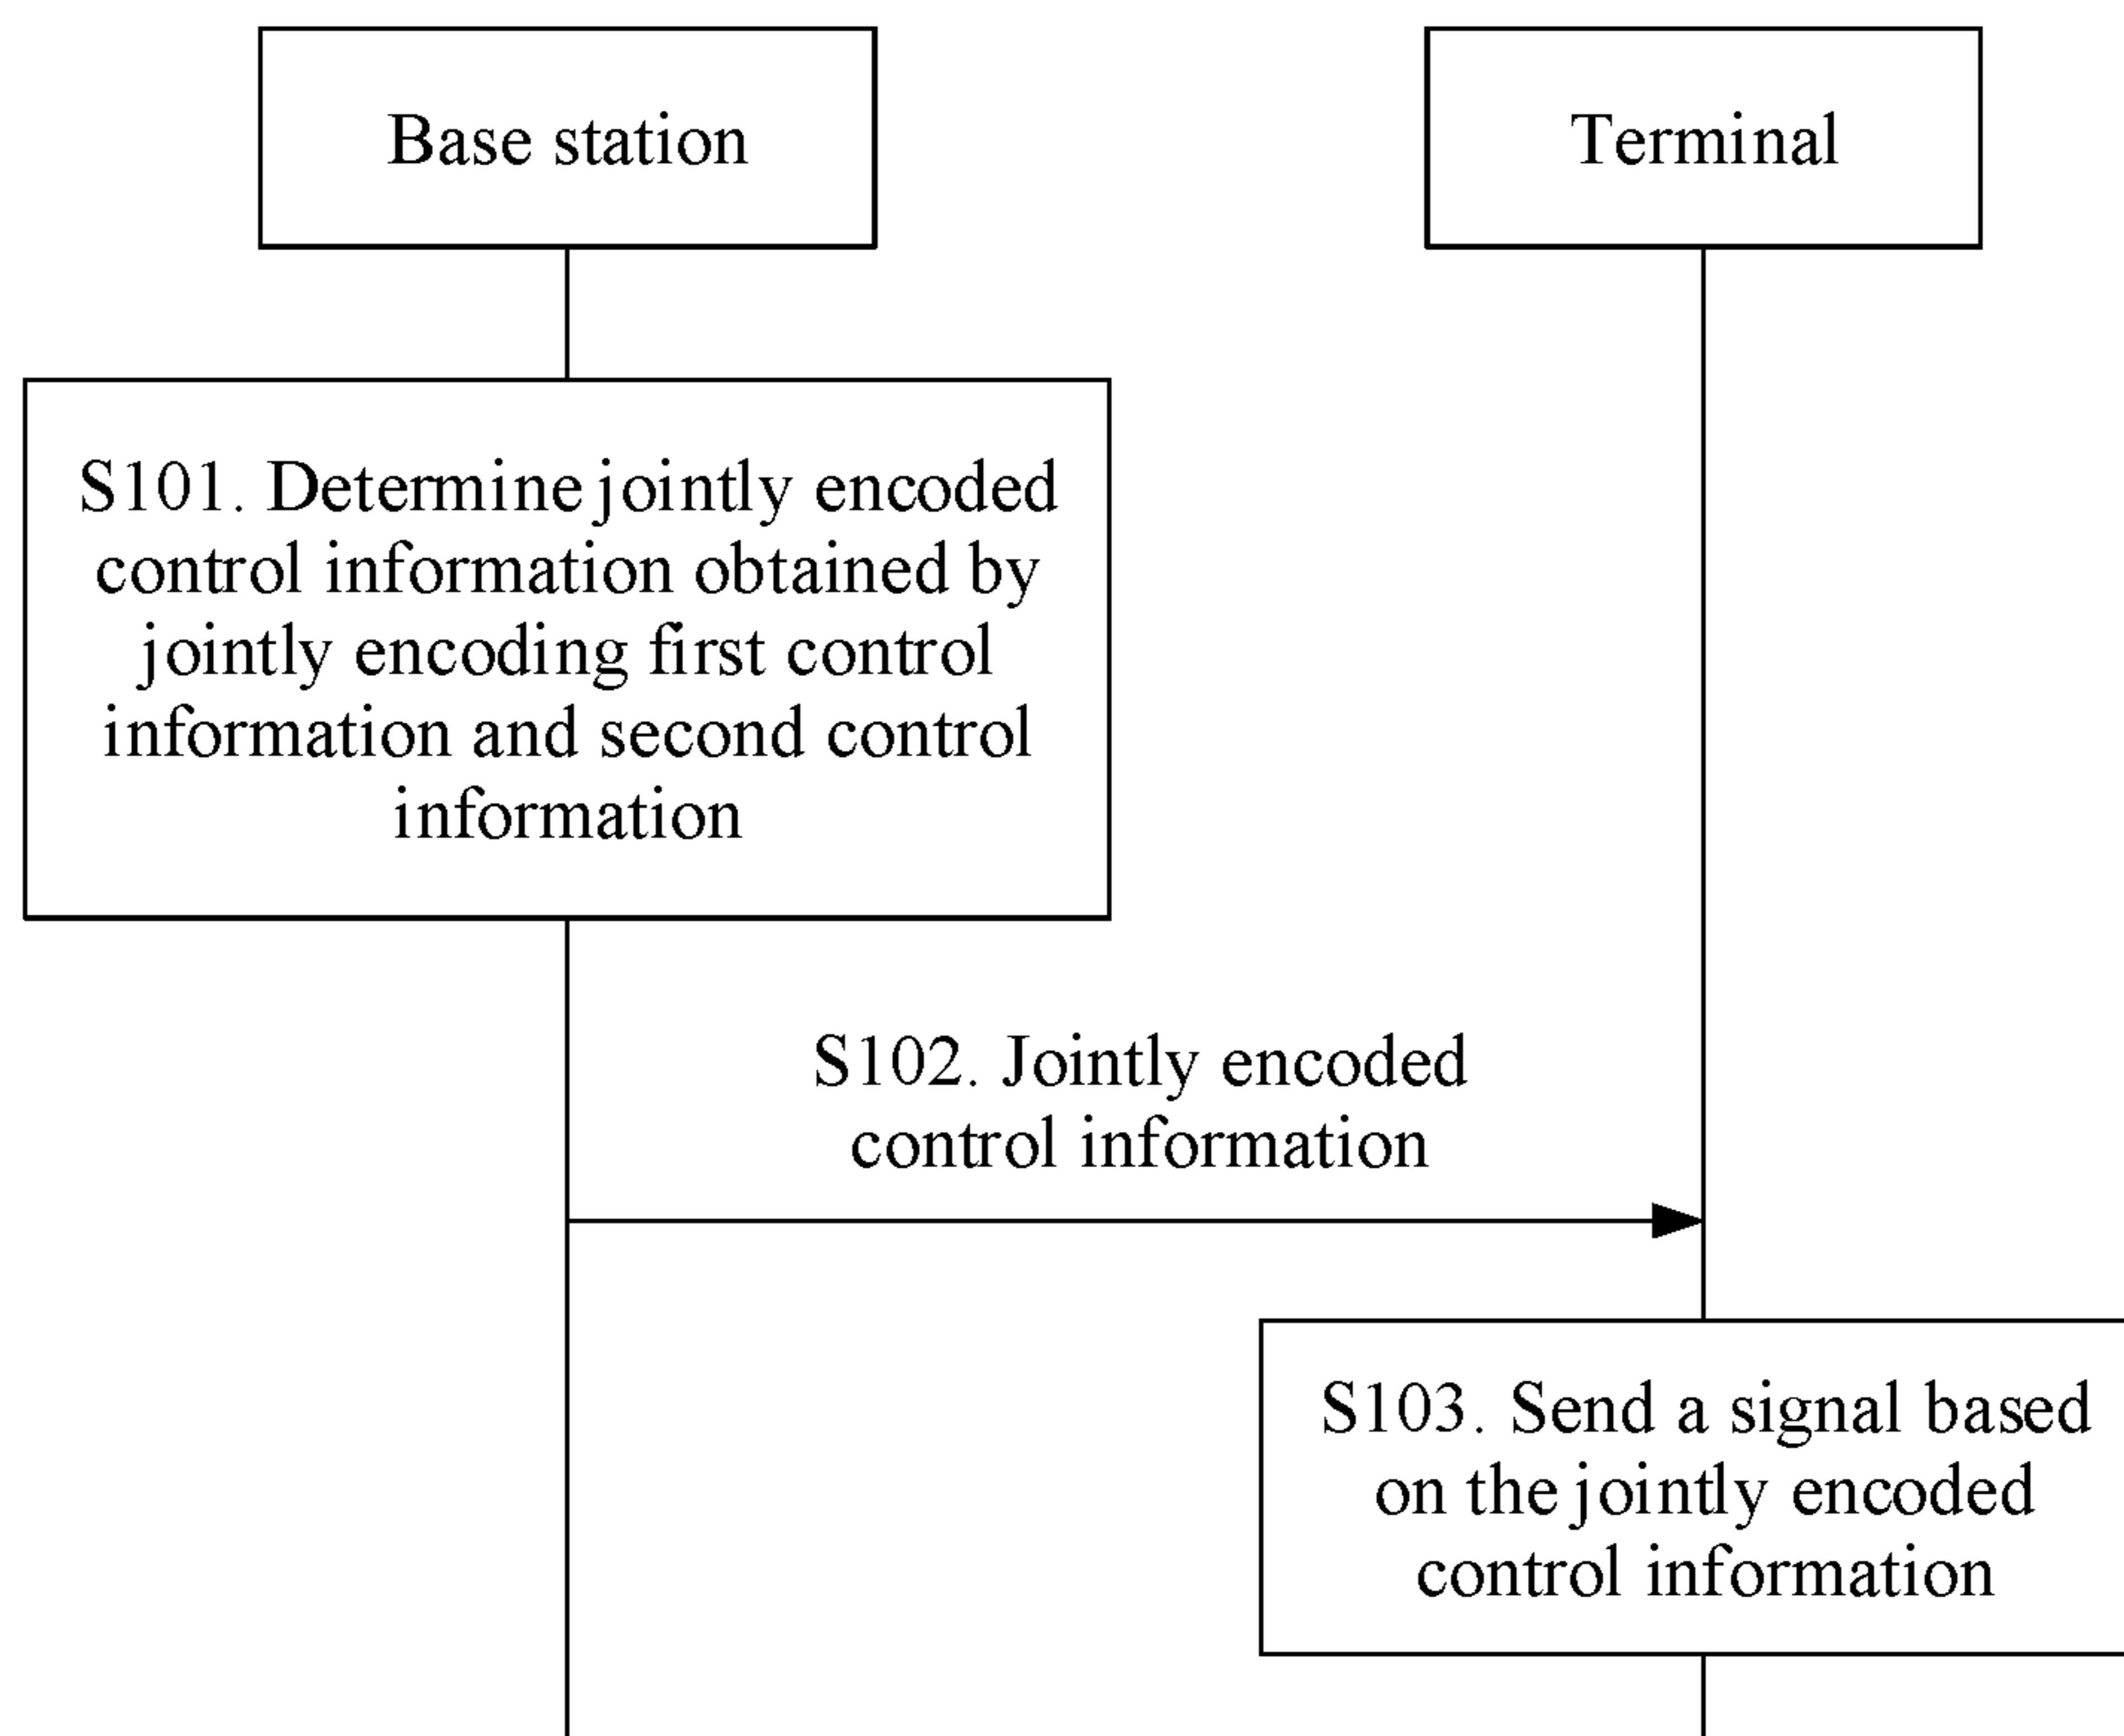 Base station
Terminal
S101. Determine jointly encoded
control information obtained by
jointly encoding first control
information and second control
information
S102. Jointly encoded
control information
S103. Send a signal based
on the jointly encoded
control information